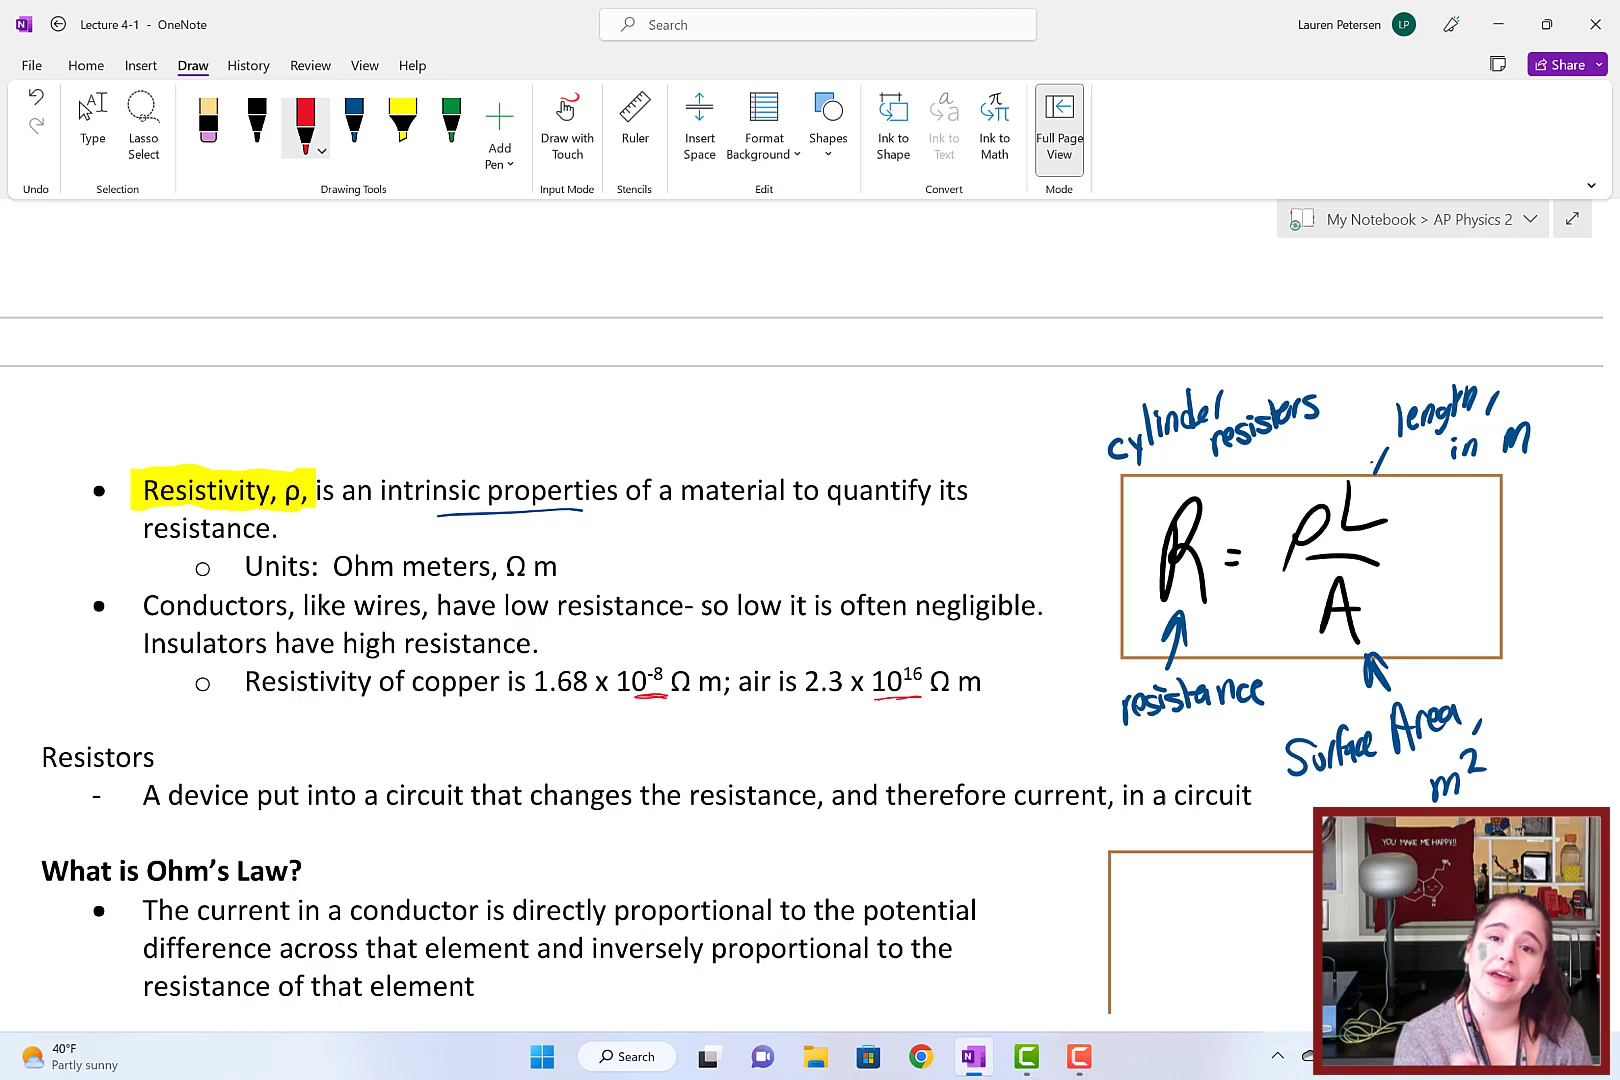 Lecture 4-1 - OneNote
Search
Lauren Petersen
LP
File
Home
Insert
Draw
History
Review
View
Help
Share
Type
Lasso
Select
Add
Pen
Draw with
Touch
Ruler
Insert
Space
Format
Background
Shapes
Ink to
Shape
Ink to
Text
Ink to
Math
Full Page
View
Undo
Selection
Drawing Tools
Input Mode
Stencils
Edit
Convert
Mode
My Notebook > AP Physics 2
cylinder
resistors
length,
in m
• Resistivity, ρ, is an intrinsic properties of a material to quantify its
resistance.
o Units: Ohm meters, Ω m
• Conductors, like wires, have low resistance- so low it is often negligible.
Insulators have high resistance.
o Resistivity of copper is 1.68 x 10⁻⁸ Ω m; air is 2.3 x 10¹⁶ Ω m
R = ρL/A
resistance
Surface Area,
m²
Resistors
- A device put into a circuit that changes the resistance, and therefore current, in a circuit
What is Ohm’s Law?
• The current in a conductor is directly proportional to the potential
difference across that element and inversely proportional to the
resistance of that element
YOU MAKE ME HAPPY!!
40°F
Partly sunny
Search